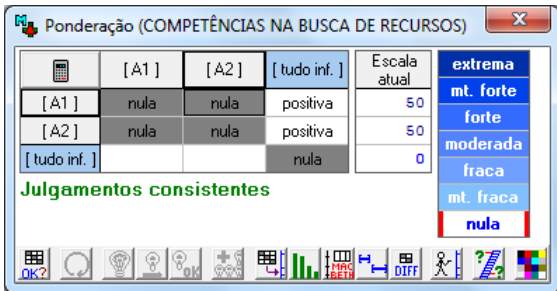 Ponderação (COMPETÊNCIAS NA BUSCA DE RECURSOS)
[ A1 ] [ A2 ] [ tudo inf. ] Escala atual
[ A1 ] nula nula positiva 50
[ A2 ] nula nula positiva 50
[ tudo inf. ] nula 0
extrema
mt. forte
forte
moderada
fraca
mt. fraca
nula
Julgamentos consistentes
OK? OK MAC BETH DIFF